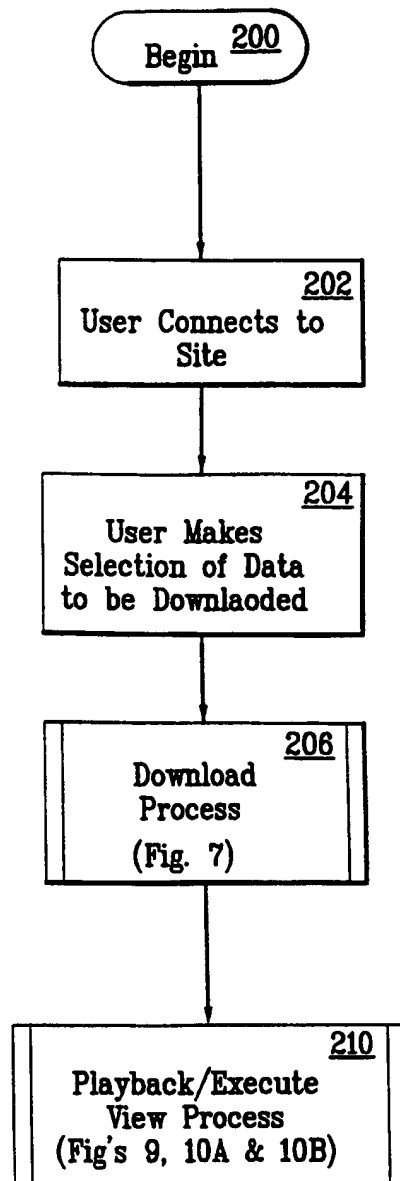 Begin 200
202
User Connects to
Site
204
User Makes
Selection of Data
to be Downlaoded
206
Download
Process
(Fig. 7)
210
Playback/Execute
View Process
(Fig's 9, 10A & 10B)